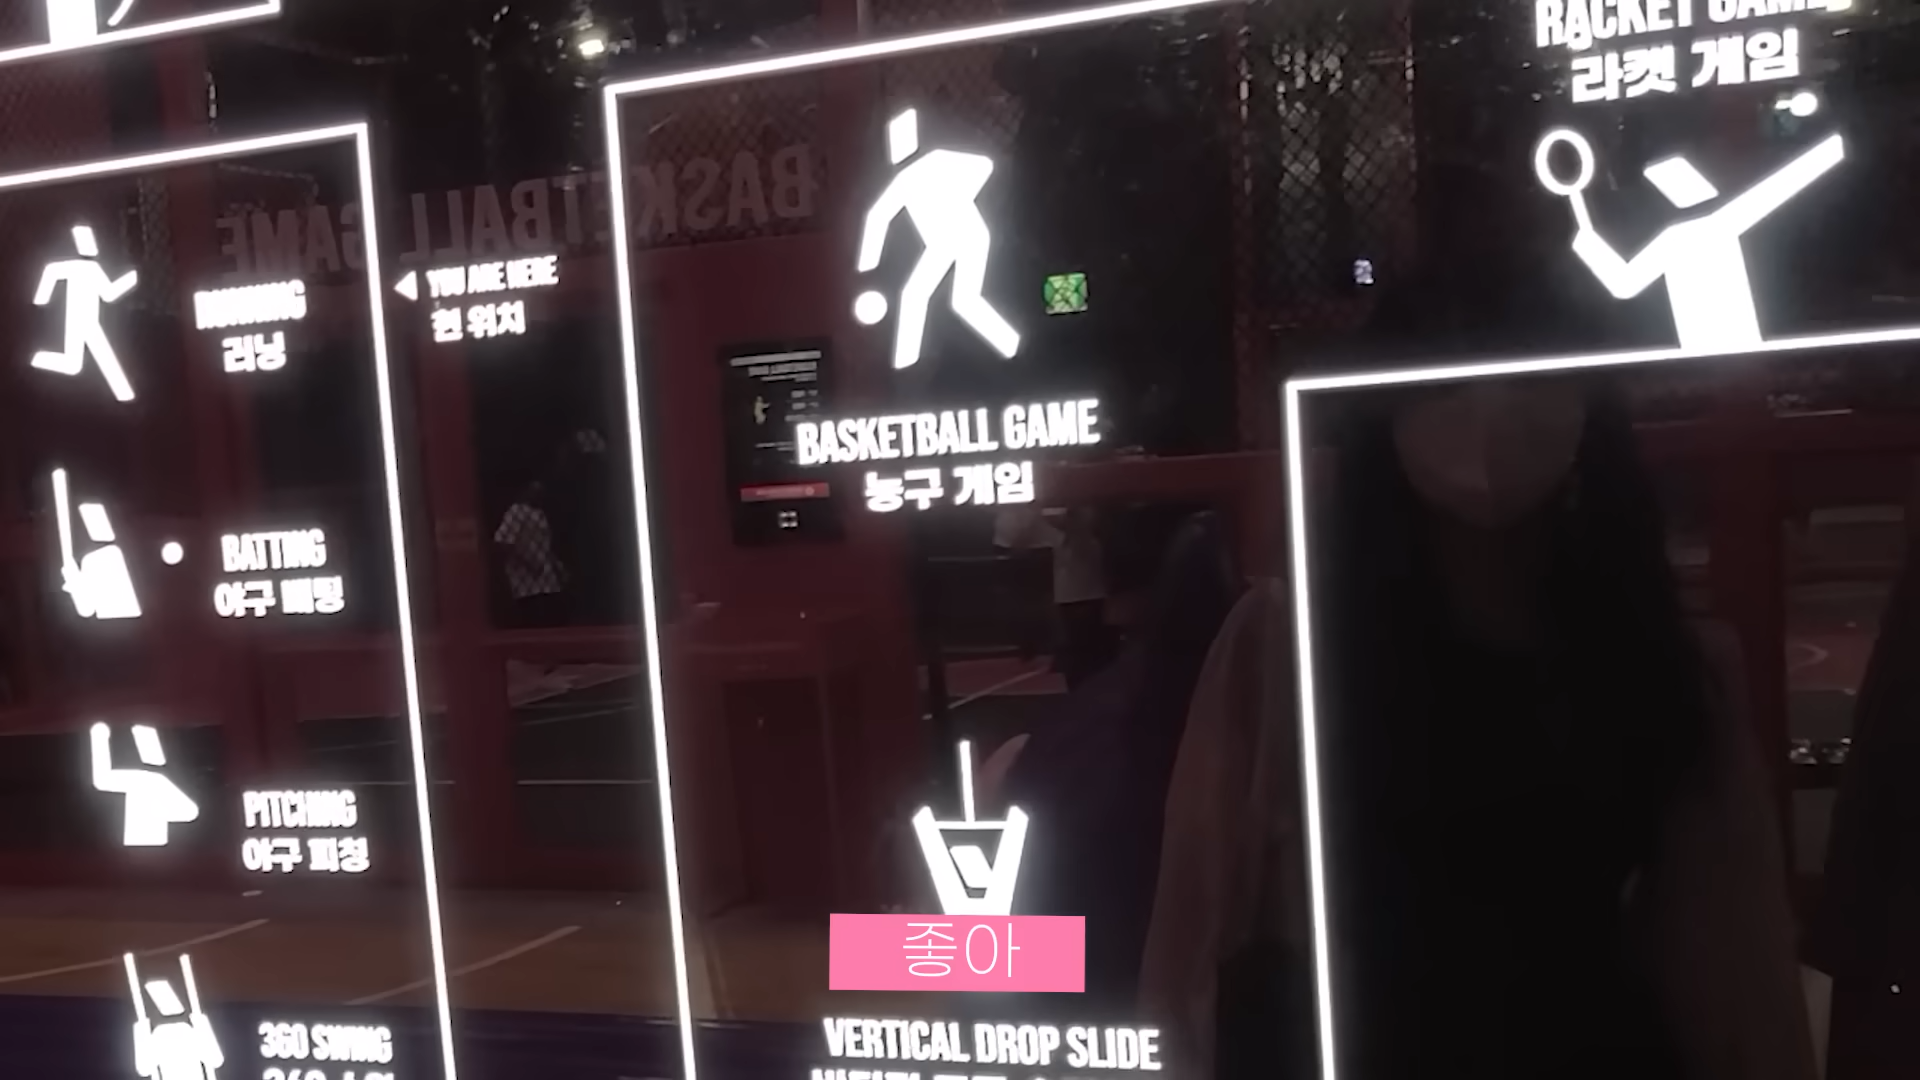 RACKET GAME
라켓 게임
RUNNING
러닝
YOU ARE HERE
현 위치
BASKETBALL GAME
BASKETBALL GAME
농구 게임
BATTING
야구 배팅
PITCHING
야구 피칭
좋아
360 SWING
VERTICAL DROP SLIDE